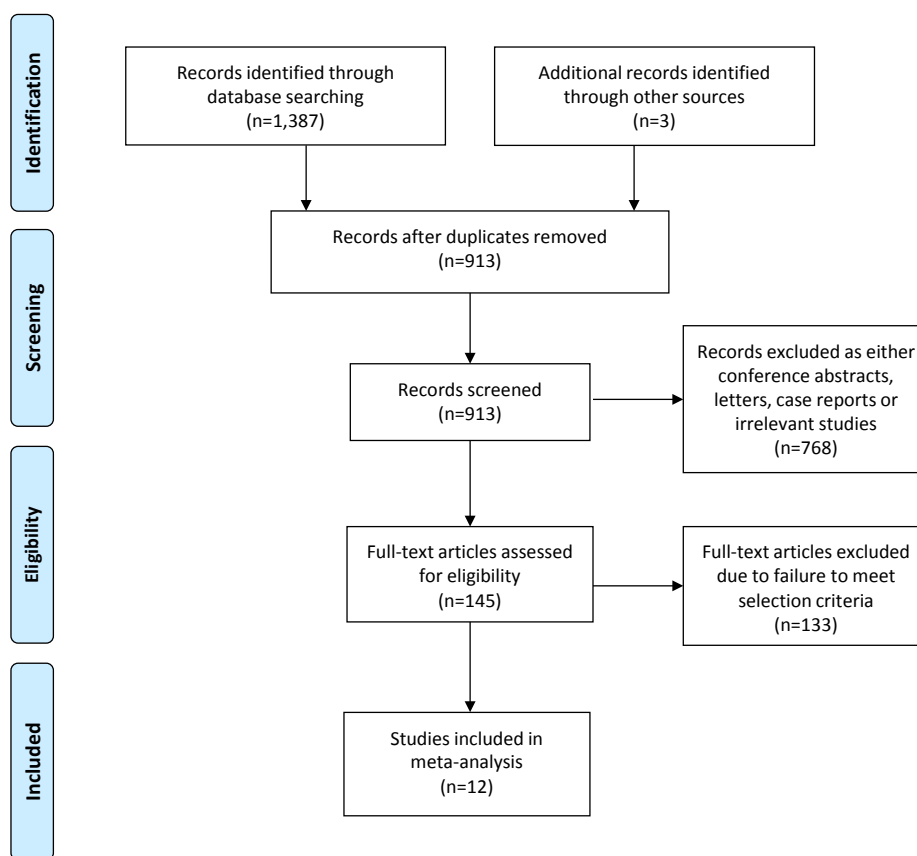 Identification
Records identified through
database searching
(n=1,387)
Additional records identified
through other sources
(n=3)
Records after duplicates removed
(n=913)
Screening
Records screened
(n=913)
Records excluded as either
conference abstracts,
letters, case reports or
irrelevant studies
(n=768)
Eligibility
Full-text articles assessed
for eligibility
(n=145)
Full-text articles excluded
due to failure to meet
selection criteria
(n=133)
Included
Studies included in
meta-analysis
(n=12)